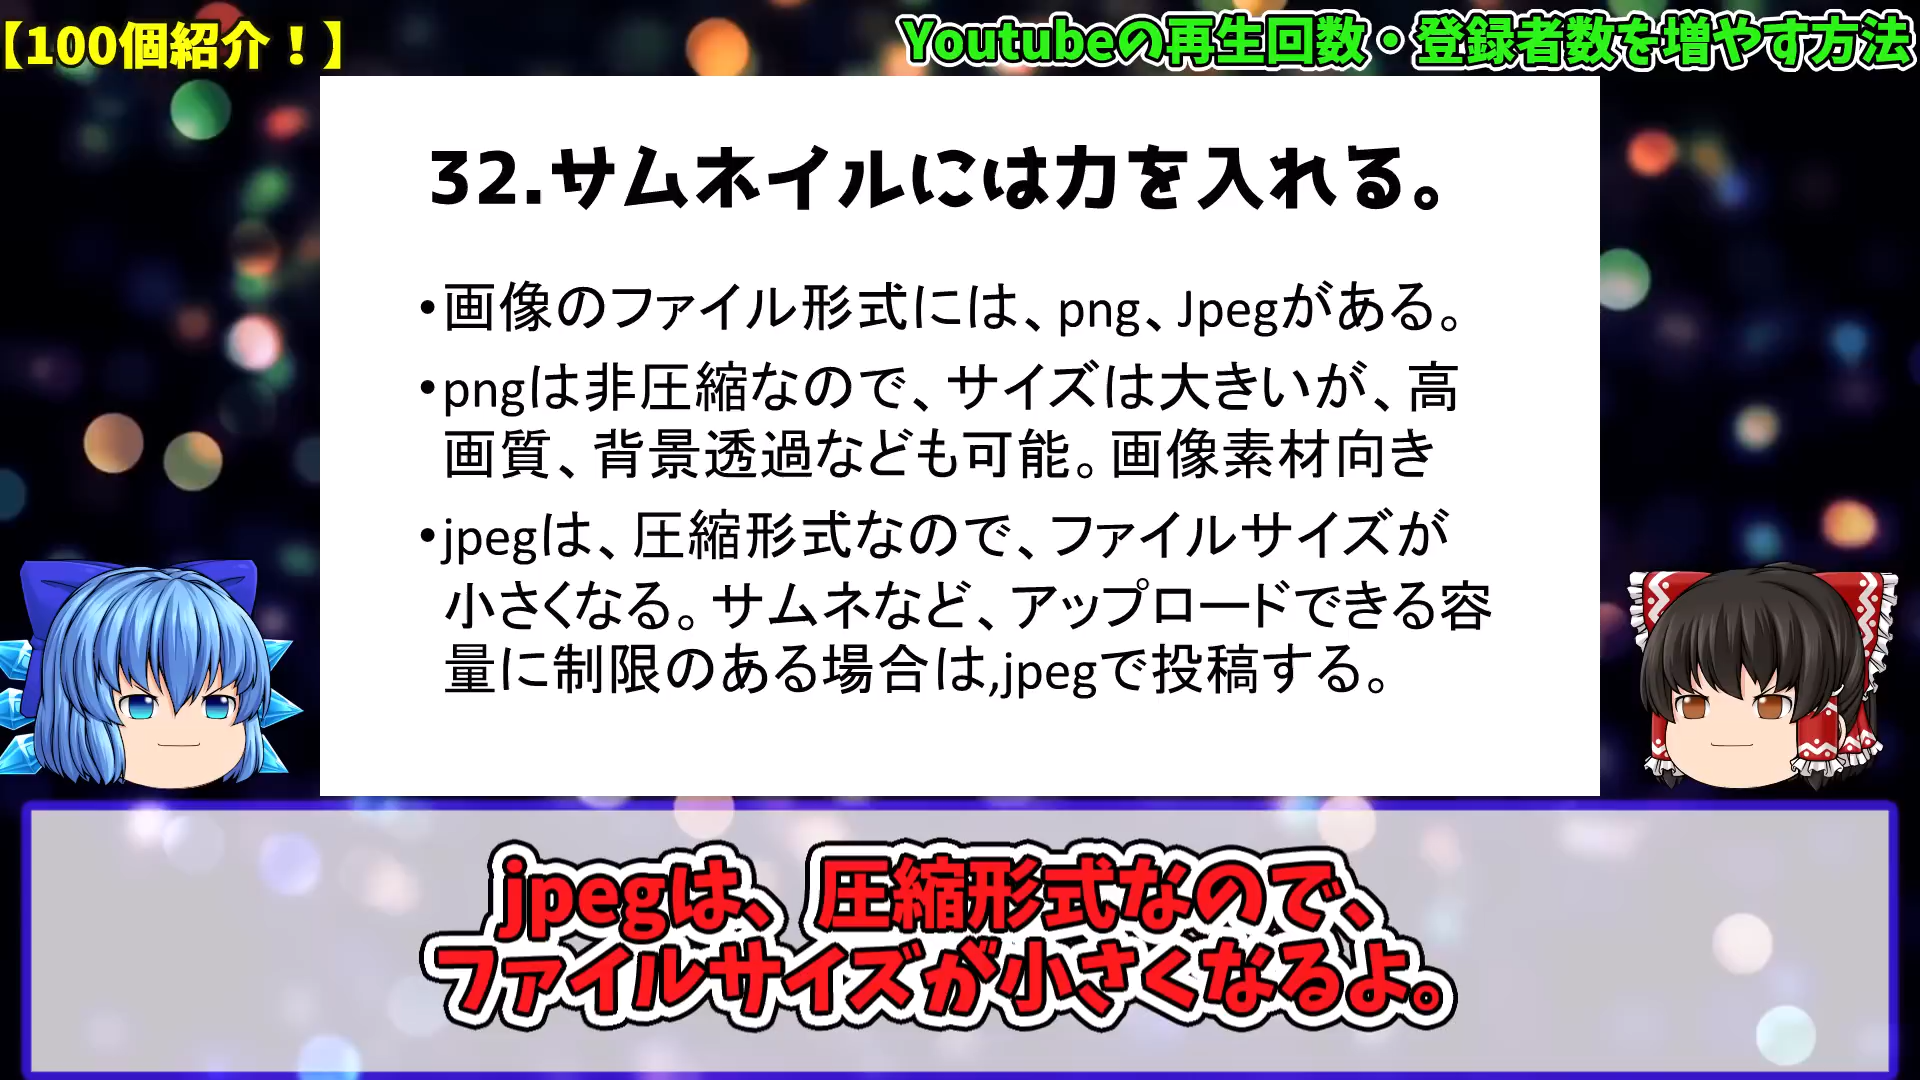 【100個紹介！】
Youtubeの再生回数・登録者数を増やす方法
32.サムネイルには力を入れる。
•画像のファイル形式には、png、Jpegがある。
•pngは非圧縮なので、サイズは大きいが、高
画質、背景透過なども可能。画像素材向き
•jpegは、圧縮形式なので、ファイルサイズが
小さくなる。サムネなど、アップロードできる容
量に制限のある場合は,jpegで投稿する。
jpegは、圧縮形式なので、
ファイルサイズが小さくなるよ。